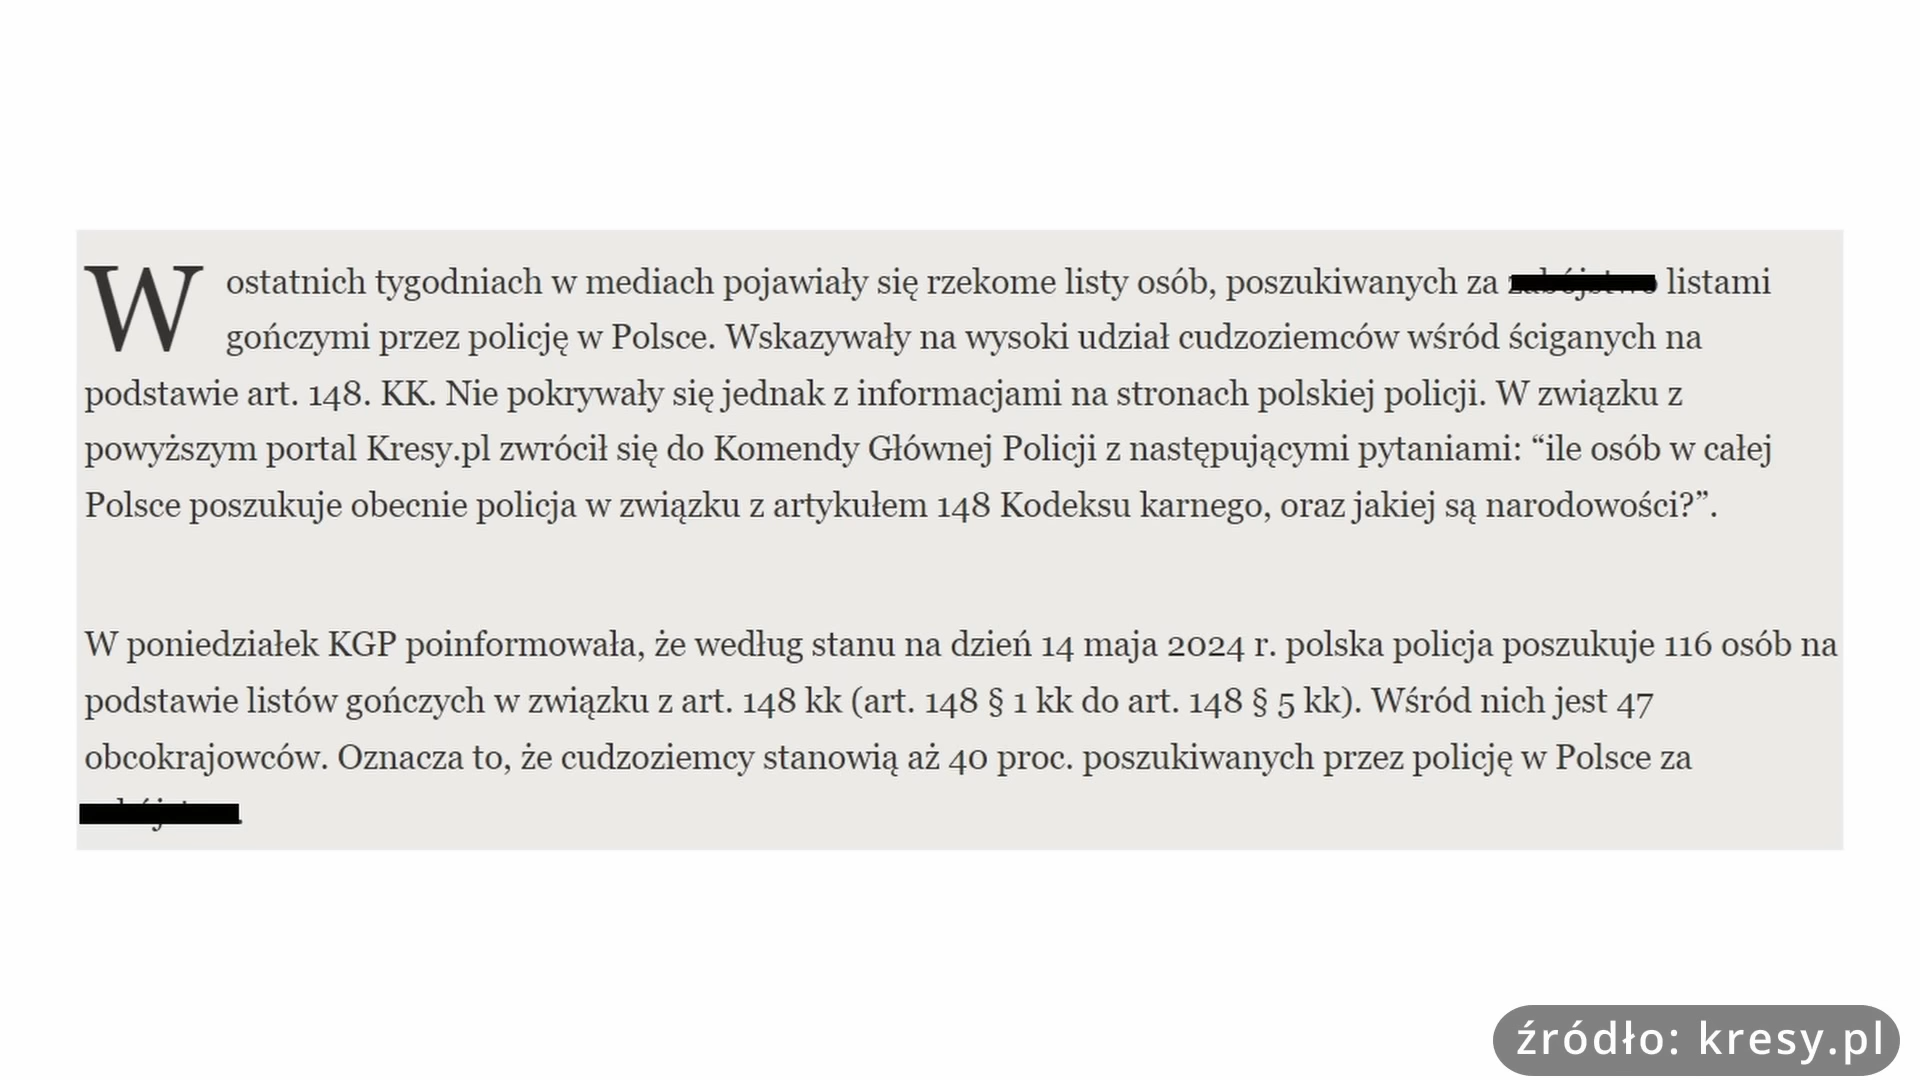 W ostatnich tygodniach w mediach pojawiały się rzekome listy osób, poszukiwanych za listami
gończymi przez policję w Polsce. Wskazywały na wysoki udział cudzoziemców wśród ściganych na
podstawie art. 148. KK. Nie pokrywały się jednak z informacjami na stronach polskiej policji. W związku z
powyższym portal Kresy.pl zwrócił się do Komendy Głównej Policji z następującymi pytaniami: “ile osób w całej
Polsce poszukuje obecnie policja w związku z artykułem 148 Kodeksu karnego, oraz jakiej są narodowości?”.
W poniedziałek KGP poinformowała, że według stanu na dzień 14 maja 2024 r. polska policja poszukuje 116 osób na
podstawie listów gończych w związku z art. 148 kk (art. 148 § 1 kk do art. 148 § 5 kk). Wśród nich jest 47
obcokrajowców. Oznacza to, że cudzoziemcy stanowią aż 40 proc. poszukiwanych przez policję w Polsce za
źródło: kresy.pl